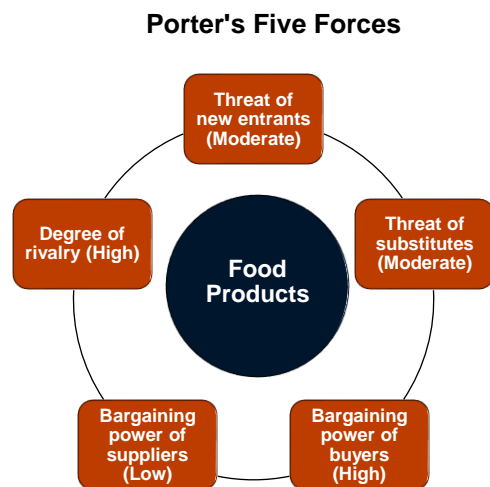 Porter's Five Forces
Threat of
new entrants
(Moderate)
Degree of
rivalry (High)
Threat of
substitutes
(Moderate)
Food
Products
Bargaining
power of
suppliers
(Low)
Bargaining
power of
buyers
(High)